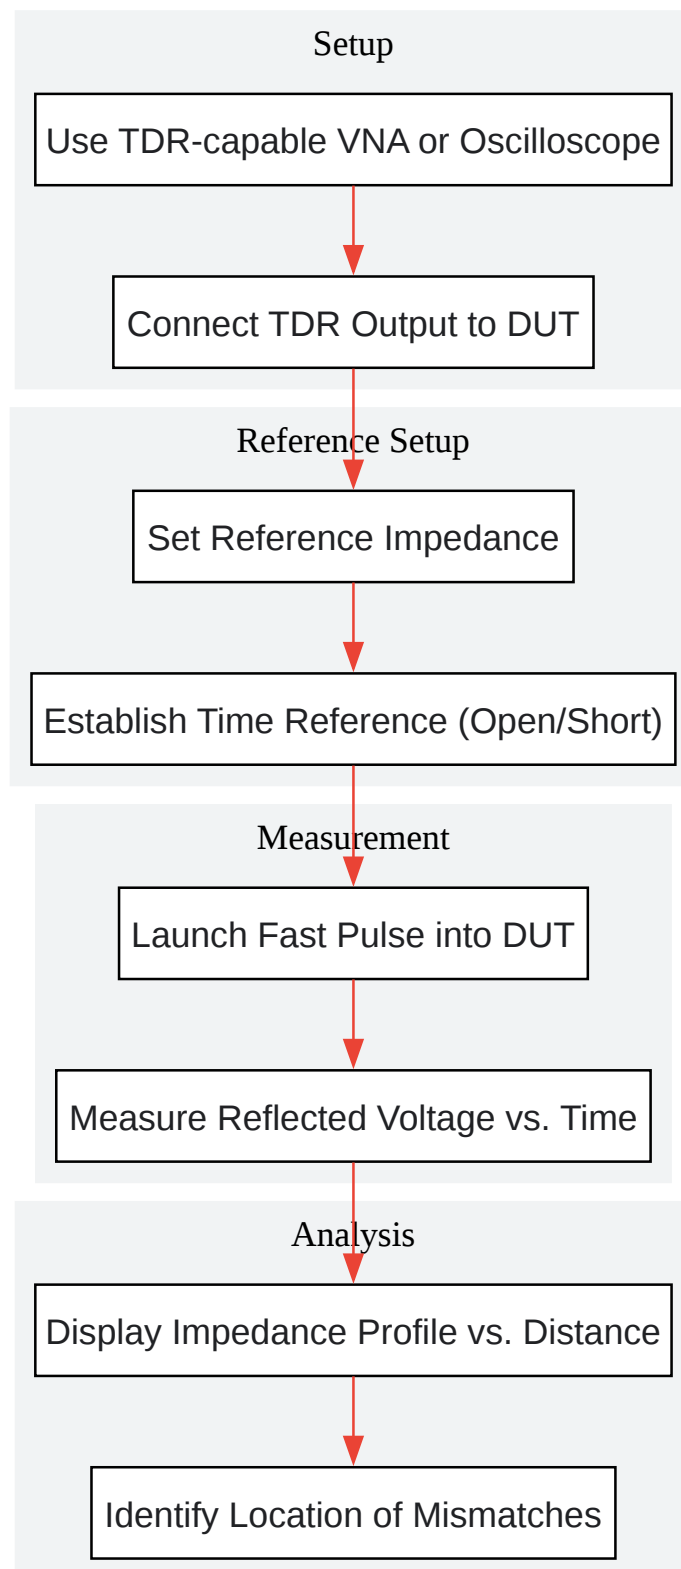 Setup
Use TDR-capable VNA or Oscilloscope
Connect TDR Output to DUT
Reference Setup
Set Reference Impedance
Establish Time Reference (Open/Short)
Measurement
Launch Fast Pulse into DUT
Measure Reflected Voltage vs. Time
Analysis
Display Impedance Profile vs. Distance
Identify Location of Mismatches